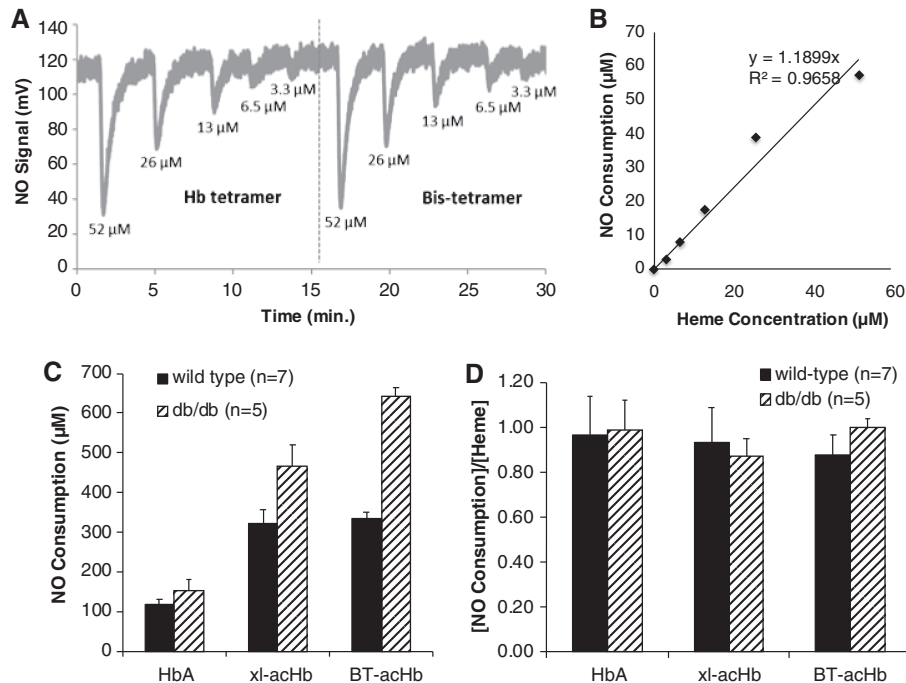 A
NO Signal (mV)
140
120
100
80
60
40
20
0
52 µM
26 µM
13 µM
6.5 µM
3.3 µM
Hb tetramer
52 µM
26 µM
13 µM
6.5 µM
3.3 µM
Bis-tetramer
0 5 10 15 20 25 30
Time (min.)
B
NO Consumption (µM)
70
60
50
40
30
20
10
0
y = 1.1899x
R² = 0.9658
0 20 40 60
Heme Concentration (µM)
C
NO Consumption (µM)
700
600
500
400
300
200
100
0
wild type (n=7)
db/db (n=5)
HbA xl-acHb BT-acHb
D
[NO Consumption]/[Heme]
1.20
1.00
0.80
0.60
0.40
0.20
0.00
wild-type (n=7)
db/db (n=5)
HbA xl-acHb BT-acHb